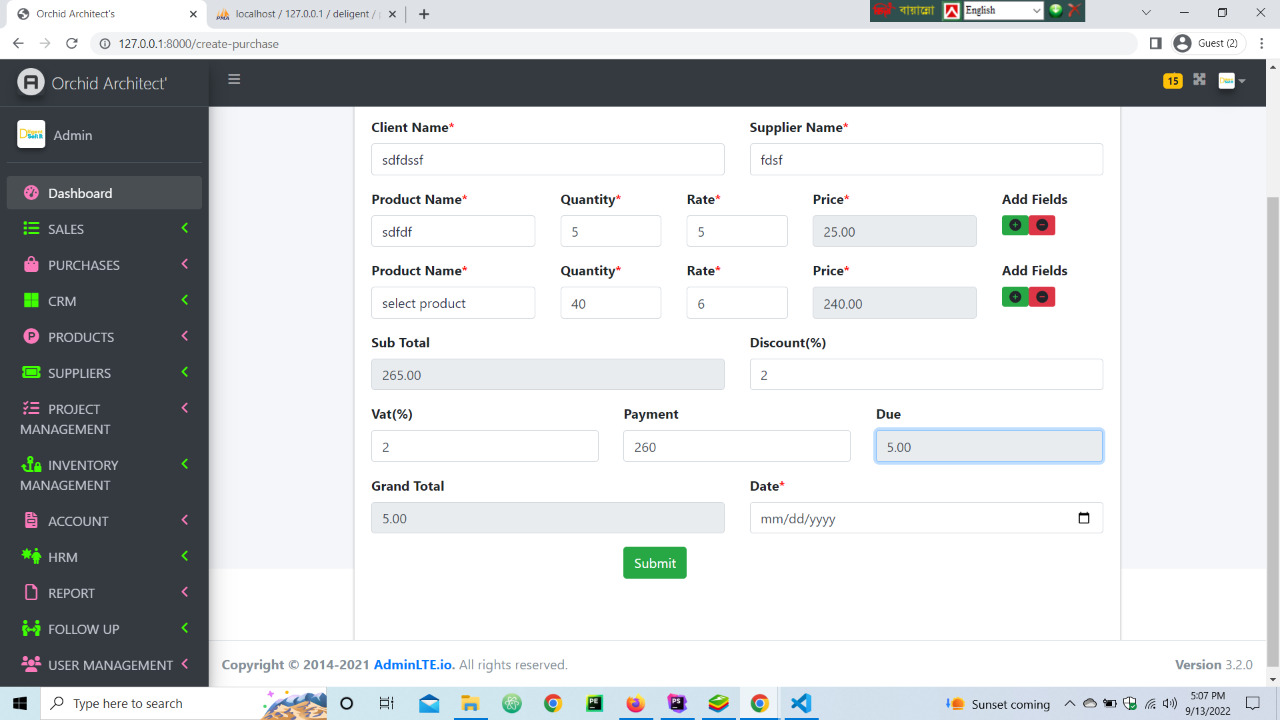 Orchid Architect'
localhost / 127.0.0.1 / deligent /
বায়ান্নো
English
127.0.0.1:8000/create-purchase
Guest (2)
Orchid Architect'
15
Admin
Dashboard
SALES
PURCHASES
CRM
PRODUCTS
SUPPLIERS
PROJECT
MANAGEMENT
INVENTORY
MANAGEMENT
ACCOUNT
HRM
REPORT
FOLLOW UP
USER MANAGEMENT
Client Name* Supplier Name*
sdfdssf fdsf
Product Name* Quantity* Rate* Price* Add Fields
sdfdf 5 5 25.00
Product Name* Quantity* Rate* Price* Add Fields
select product 40 6 240.00
Sub Total Discount(%)
265.00 2
Vat(%) Payment Due
2 260 5.00
Grand Total Date*
5.00 mm/dd/yyyy
Submit
Copyright © 2014-2021 AdminLTE.io. All rights reserved. Version 3.2.0
Type here to search
Sunset coming
5:07 PM
9/13/2022